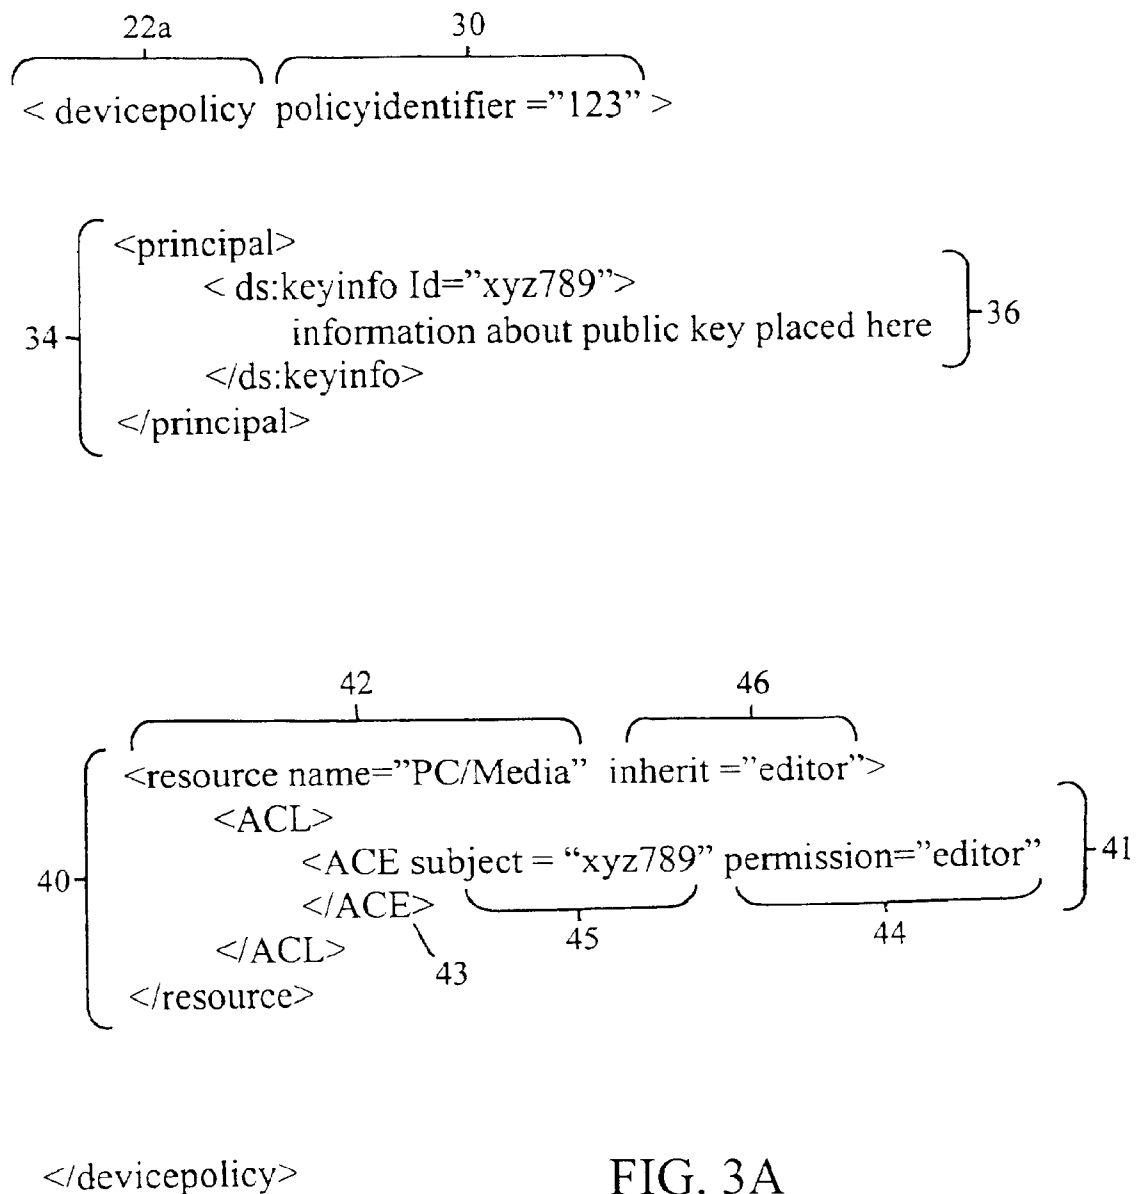 22a 30
< devicepolicy policyidentifier =”123” >
<principal>
< ds:keyinfo Id=”xyz789”>
36
information about public key placed here
34
</ds:keyinfo>
</principal>
42 46
<resource name=”PC/Media” inherit =”editor”>
<ACL>
41
<ACE subject = “xyz789” permission=”editor”
40
</ACE>
45 44
</ACL>
43
</resource>
</devicepolicy>
FIG. 3A